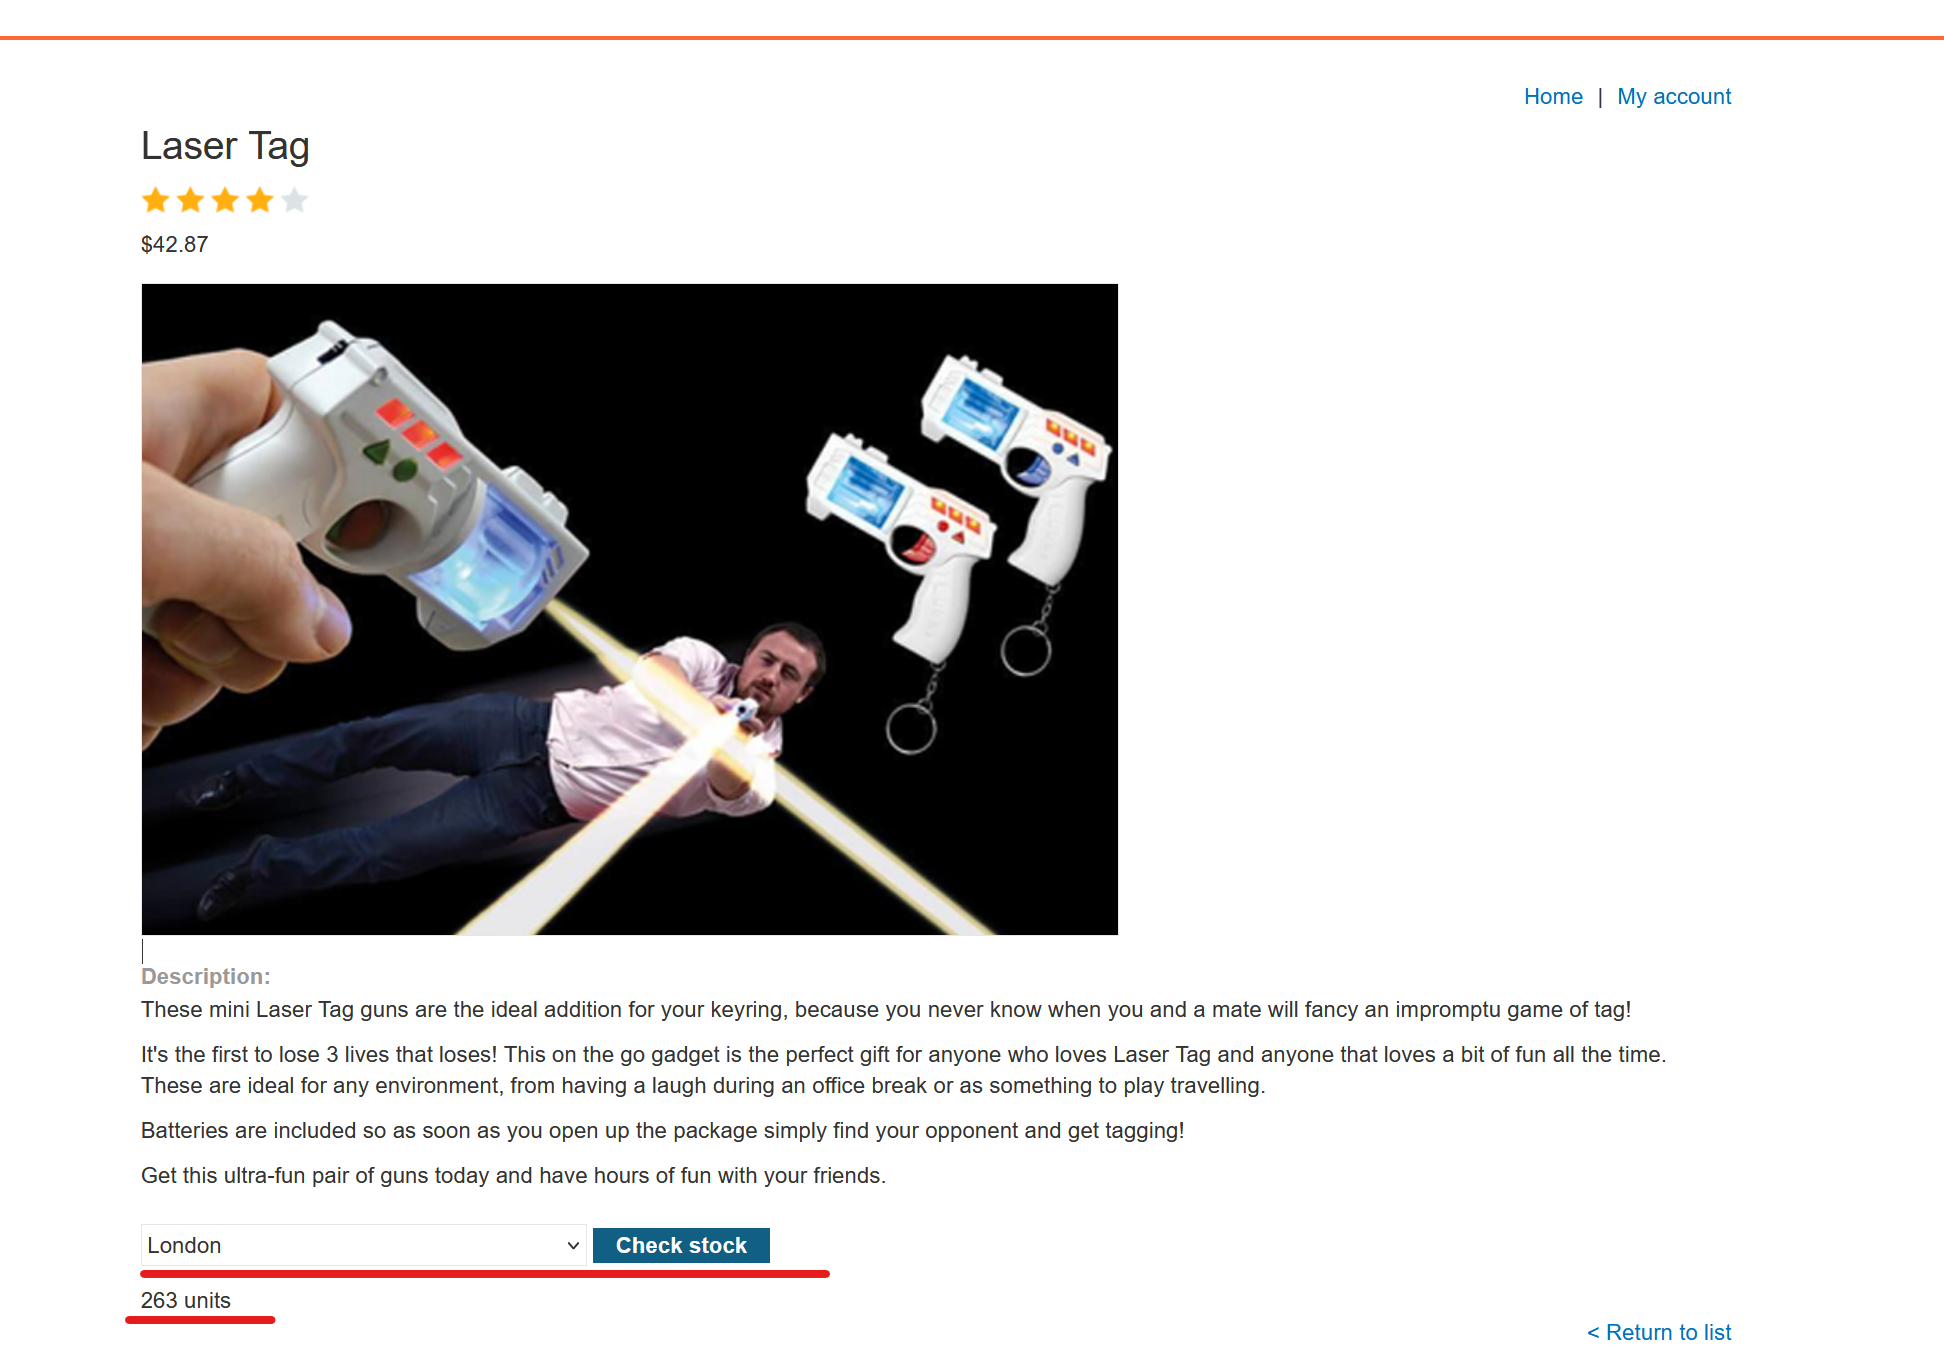 Home | My account
Laser Tag
$42.87
Description:
These mini Laser Tag guns are the ideal addition for your keyring, because you never know when you and a mate will fancy an impromptu game of tag!
It's the first to lose 3 lives that loses! This on the go gadget is the perfect gift for anyone who loves Laser Tag and anyone that loves a bit of fun all the time.
These are ideal for any environment, from having a laugh during an office break or as something to play travelling.
Batteries are included so as soon as you open up the package simply find your opponent and get tagging!
Get this ultra-fun pair of guns today and have hours of fun with your friends.
London Check stock
263 units
< Return to list